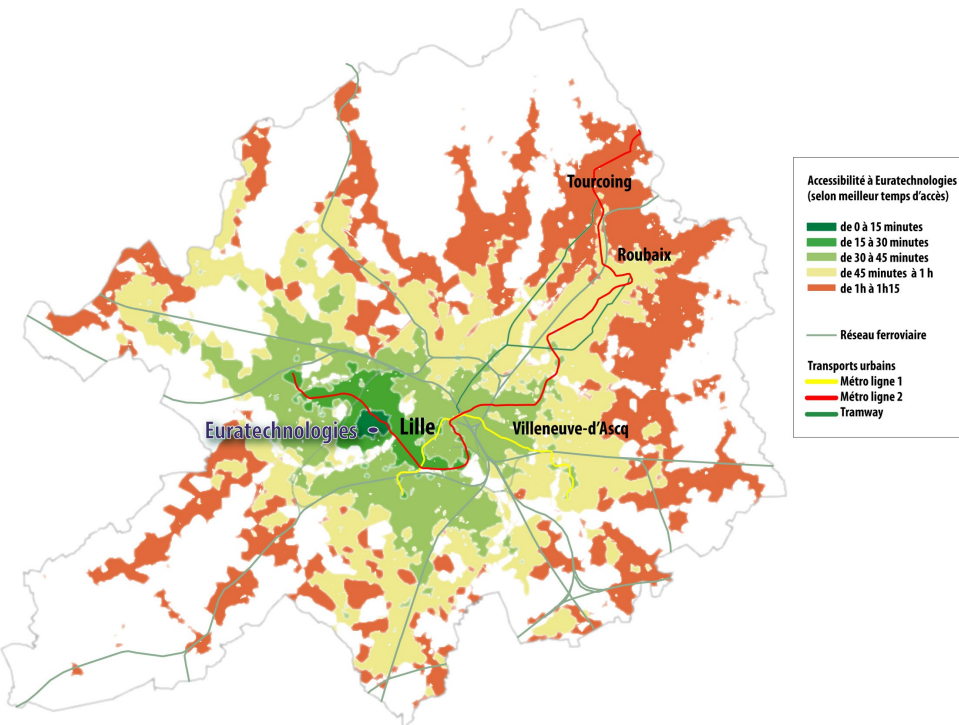 Tourcoing
Roubaix
Euratechnologies
Lille
Villeneuve-d'Ascq
Accessibilité à Euratechnologies
(selon meilleur temps d'accès)
de 0 à 15 minutes
de 15 à 30 minutes
de 30 à 45 minutes
de 45 minutes à 1 h
de 1h à 1h15
Réseau ferroviaire
Transports urbains
Métro ligne 1
Métro ligne 2
Tramway